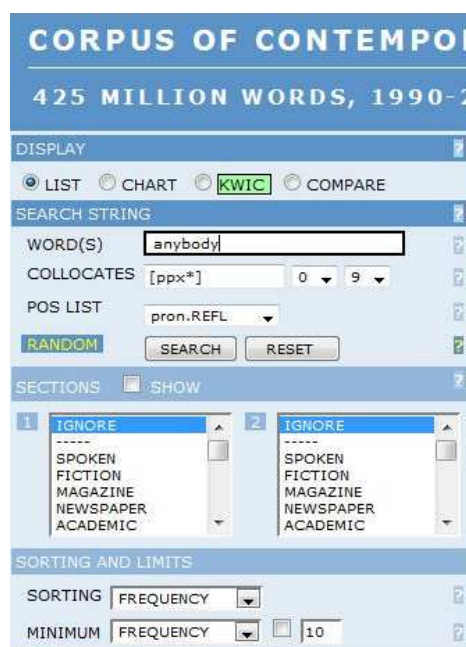 CORPUS OF CONTEMPO
425 MILLION WORDS, 1990-
DISPLAY ?
LIST CHART KWIC COMPARE
SEARCH STRING ?
WORD(S) anybody ?
COLLOCATES [ppx*] 0 9 ?
POS LIST pron.REFL ?
RANDOM SEARCH RESET ?
SECTIONS SHOW ?
1 IGNORE 2 IGNORE
----- -----
SPOKEN SPOKEN
FICTION FICTION
MAGAZINE MAGAZINE
NEWSPAPER NEWSPAPER
ACADEMIC ACADEMIC
SORTING AND LIMITS
SORTING FREQUENCY ?
MINIMUM FREQUENCY 10 ?